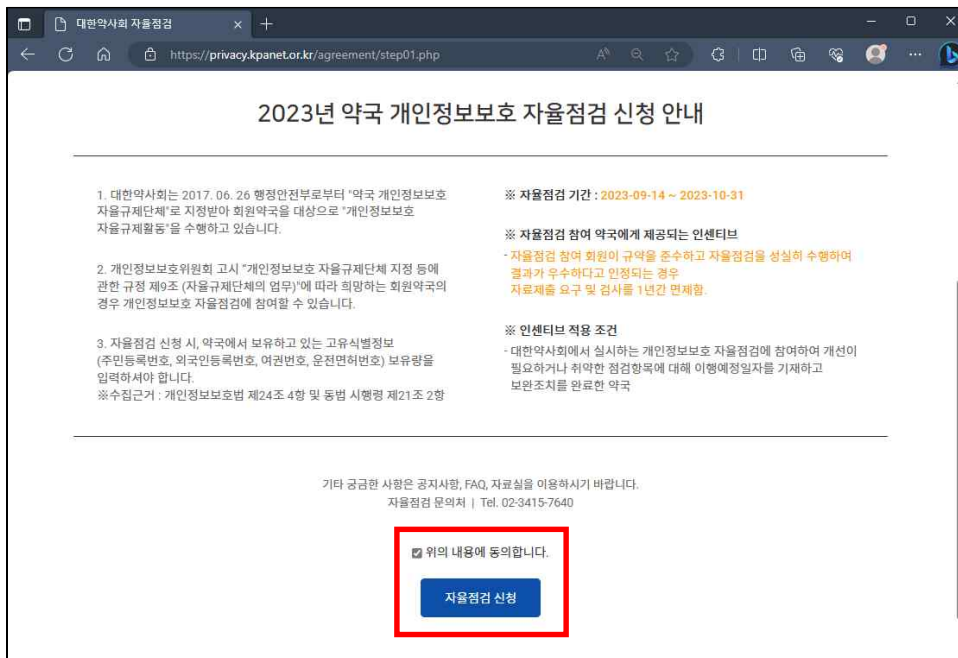 대한약사회 자율점검
https://privacy.kpanet.or.kr/agreement/step01.php
2023년 약국 개인정보보호 자율점검 신청 안내
1. 대한약사회는 2017. 06. 26 행정안전부로부터 "약국 개인정보보호
자율규제단체"로 지정받아 회원약국을 대상으로 "개인정보보호
자율규제활동"을 수행하고 있습니다.
2. 개인정보보호위원회 고시 "개인정보보호 자율규제단체 지정 등에
관한 규정 제9조 (자율규제단체의 업무)"에 따라 희망하는 회원약국의
경우 개인정보보호 자율점검에 참여할 수 있습니다.
3. 자율점검 신청 시, 약국에서 보유하고 있는 고유식별정보
(주민등록번호, 외국인등록번호, 여권번호, 운전면허번호) 보유량을
입력하셔야 합니다.
※수집근거 : 개인정보보호법 제24조 4항 및 동법 시행령 제21조 2항
※ 자율점검 기간 : 2023-09-14 ~ 2023-10-31
※ 자율점검 참여 약국에게 제공되는 인센티브
- 자율점검 참여 회원이 규약을 준수하고 자율점검을 성실히 수행하여
결과가 우수하다고 인정되는 경우
자료제출 요구 및 검사를 1년간 면제함.
※ 인센티브 적용 조건
- 대한약사회에서 실시하는 개인정보보호 자율점검에 참여하여 개선이
필요하거나 취약한 점검항목에 대해 이행예정일자를 기재하고
보완조치를 완료한 약국
기타 궁금한 사항은 공지사항, FAQ, 자료실을 이용하시기 바랍니다.
자율점검 문의처 | Tel. 02-3415-7640
위의 내용에 동의합니다.
자율점검 신청